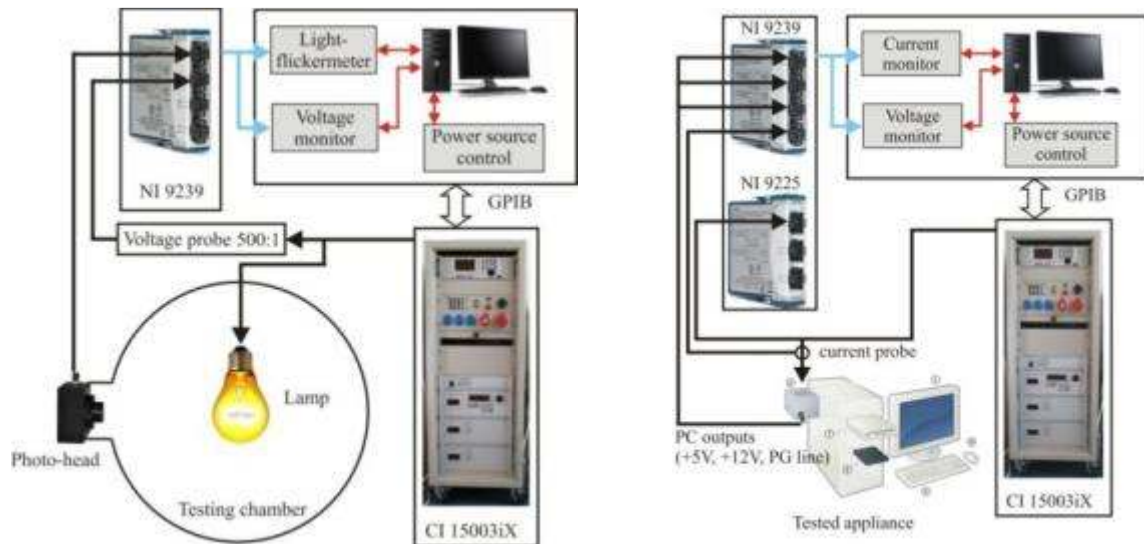 Light-
flickermeter
Voltage
monitor
Power source
control
NI 9239
GPIB
Voltage probe 500:1
Lamp
Photo-head
Testing chamber
CI 15003iX
NI 9239
Current
monitor
Voltage
monitor
Power source
control
NI 9225
GPIB
current probe
PC outputs
(+5V, +12V, PG line)
Tested appliance
CI 15003iX